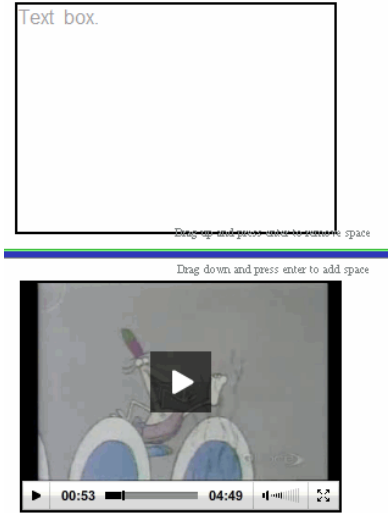 Text box.
Drag up and press enter to remove space
Drag down and press enter to add space
00:53 04:49